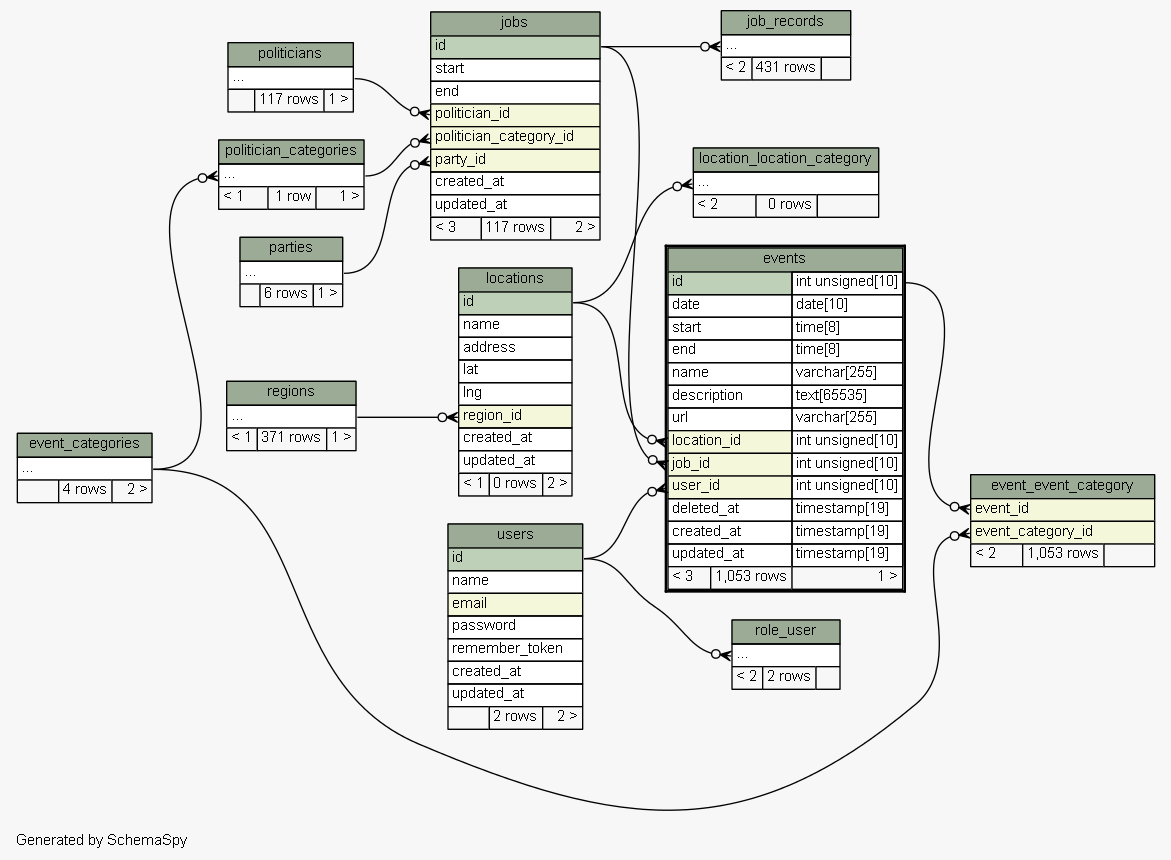 jobs
id
start
end
politician_id
politician_category_id
party_id
created_at
updated_at
< 3 117 rows 2 >
job_records
...
< 2 431 rows
politicians
...
117 rows 1 >
politician_categories
...
< 1 1 row 1 >
location_location_category
...
< 2 0 rows
parties
...
6 rows 1 >
locations
id
name
address
lat
lng
region_id
created_at
updated_at
< 1 0 rows 2 >
events
id int unsigned[10]
date date[10]
start time[8]
end time[8]
name varchar[255]
description text[65535]
url varchar[255]
location_id int unsigned[10]
job_id int unsigned[10]
user_id int unsigned[10]
deleted_at timestamp[19]
created_at timestamp[19]
updated_at timestamp[19]
< 3 1,053 rows 1 >
regions
...
< 1 371 rows 1 >
event_categories
...
4 rows 2 >
event_event_category
event_id
event_category_id
< 2 1,053 rows
users
id
name
email
password
remember_token
created_at
updated_at
2 rows 2 >
role_user
...
< 2 2 rows
Generated by SchemaSpy